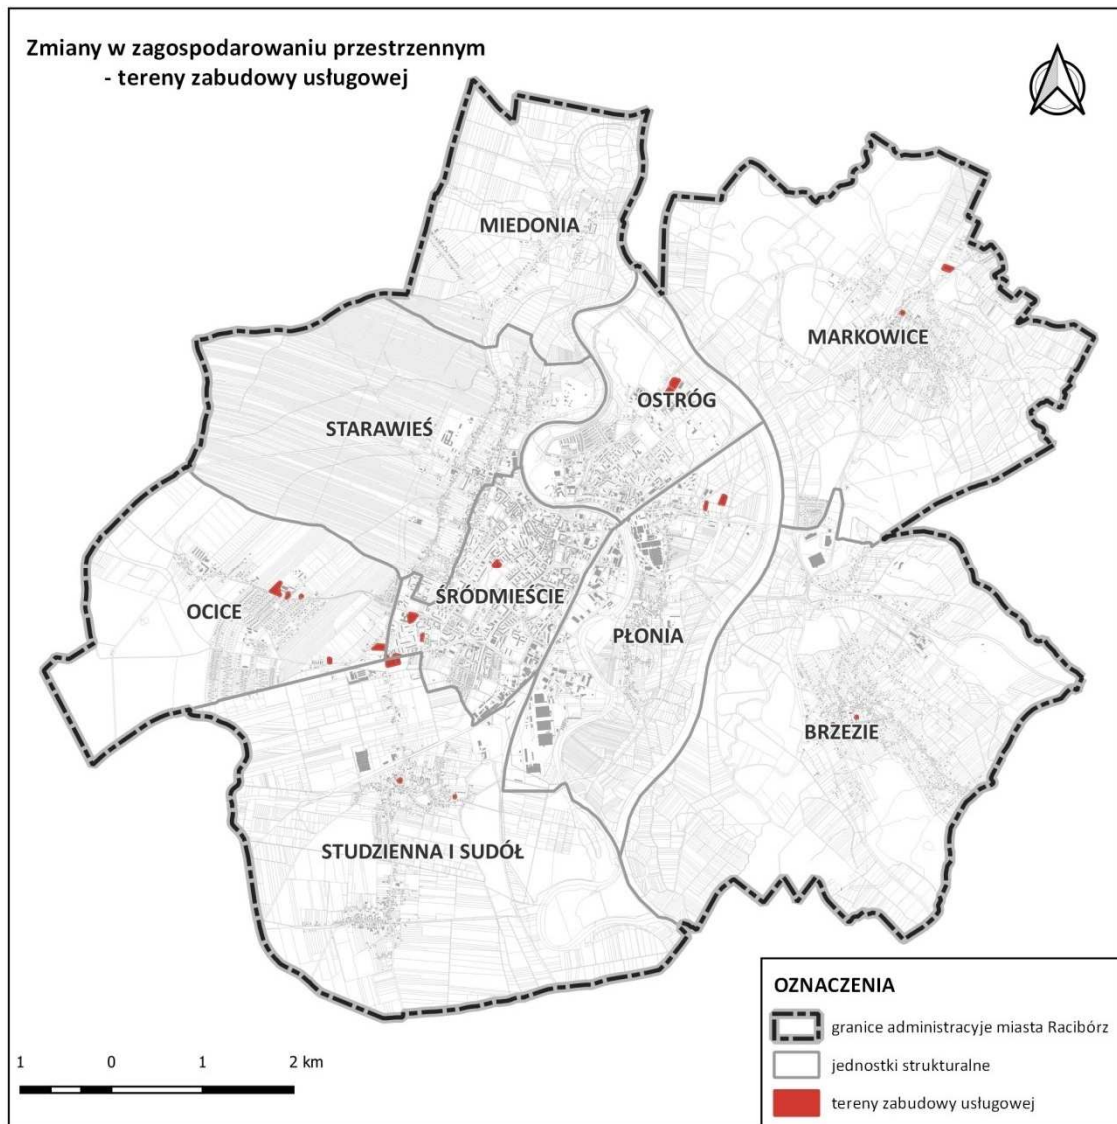 Zmiany w zagospodarowaniu przestrzennym
- tereny zabudowy usługowej
MIEDONIA
MARKOWICE
OSTRÓG
STARAWIEŚ
ŚRÓDMIEŚCIE
OCICE
PŁONIA
BRZEZIE
STUDZIENNA I SUDÓŁ
OZNACZENIA
granice administracyje miasta Racibórz
jednostki strukturalne
tereny zabudowy usługowej
1 0 1 2 km